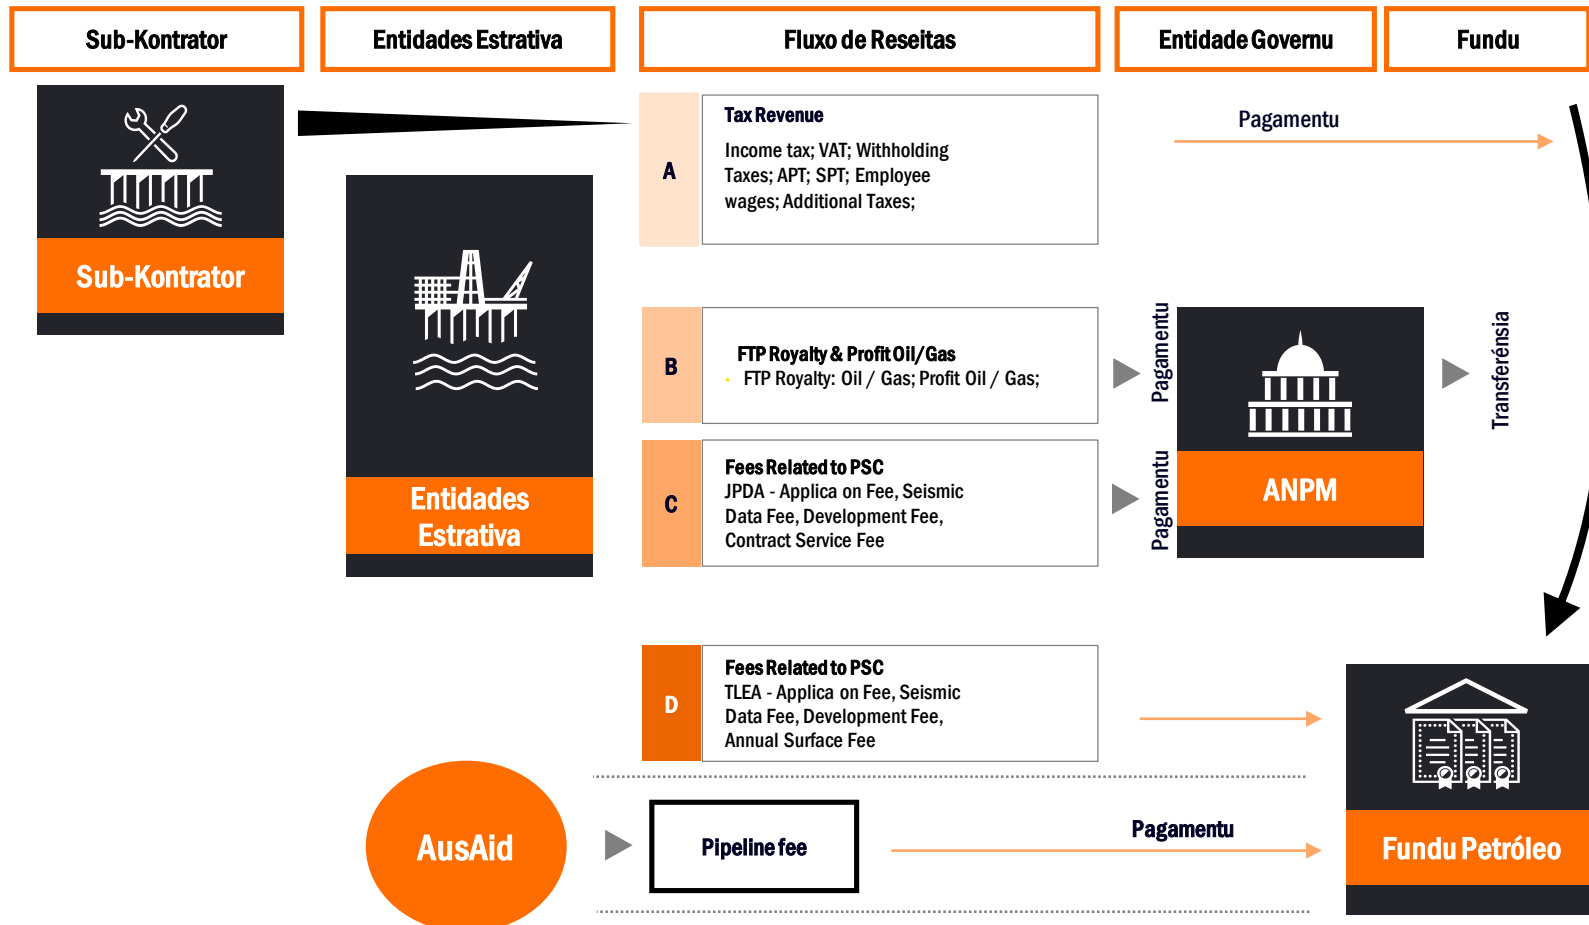 Sub-Kontrator
Entidades Estrativa
Fluxo de Reseitas
Entidade Governu
Fundu
Sub-Kontrator
Entidades
Estrativa
A
Tax Revenue
Income tax; VAT; Withholding
Taxes; APT; SPT; Employee
wages; Additional Taxes;
Pagamentu
B
FTP Royalty & Profit Oil/Gas
• FTP Royalty: Oil / Gas; Profit Oil / Gas;
Pagamentu
C
Fees Related to PSC
JPDA - Applica on Fee, Seismic
Data Fee, Development Fee,
Contract Service Fee
Pagamentu
ANPM
Transferénsia
D
Fees Related to PSC
TLEA - Applica on Fee, Seismic
Data Fee, Development Fee,
Annual Surface Fee
AusAid
Pipeline fee
Pagamentu
Fundu Petróleo